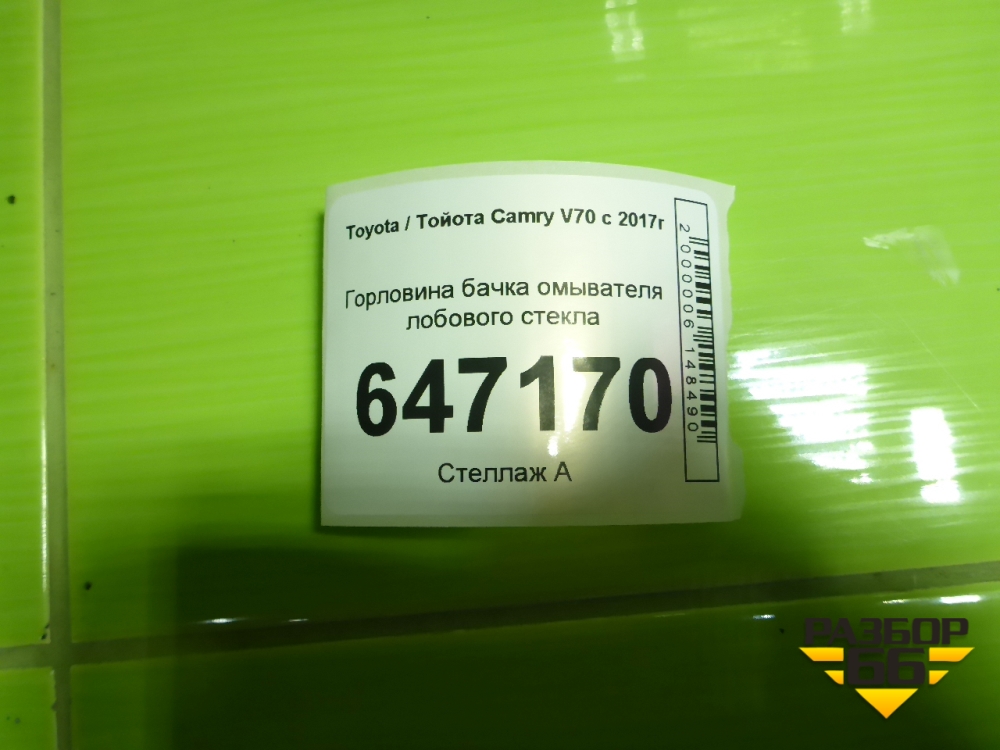 Toyota / Тойота Camry V70 с 2017г
Горловина бачка омывателя
лобового стекла
647170
Стеллаж А
2000006148490
РАЗБОР
66